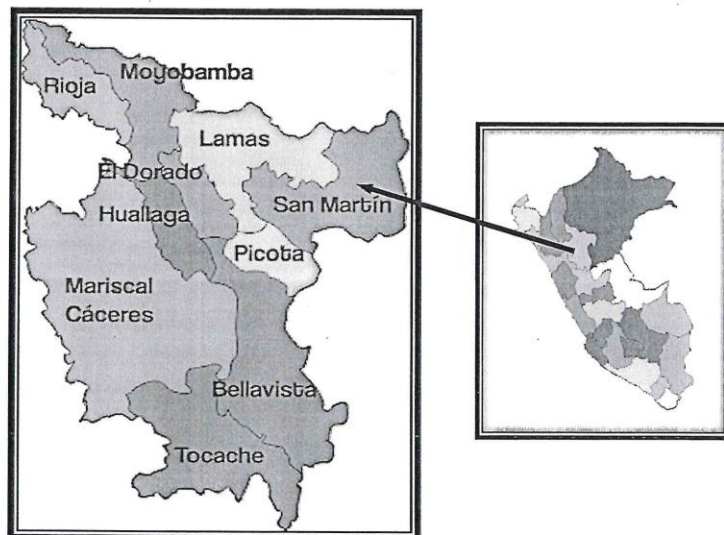 Moyobamba
Rioja
Lamas
El Dorado
Huallaga
San Martín
Picota
Mariscal
Cáceres
Bellavista
Tocache